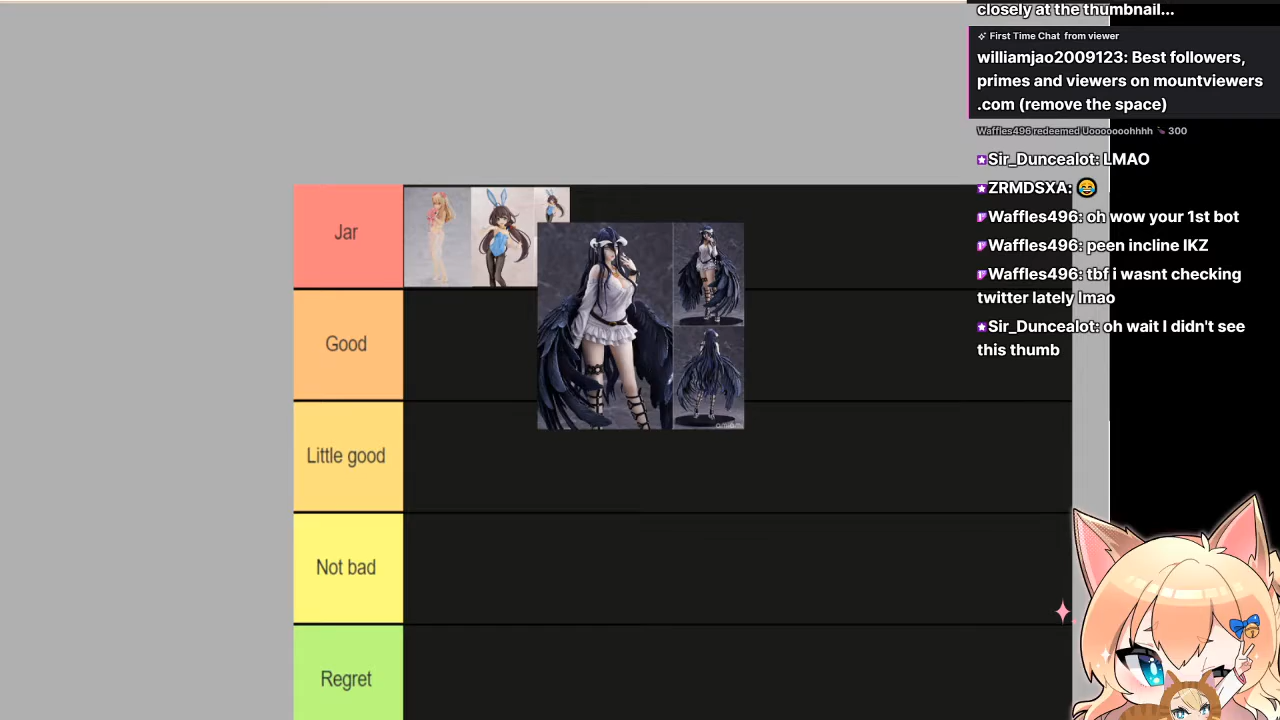 closely at the thumbnail...
First Time Chat from viewer
williamjao2009123: Best followers,
primes and viewers on mountviewers
.com (remove the space)
Waffles496 redeemed Uooooooohhhh 300
Sir_Duncealot: LMAO
ZRMDSXA: 😂
Waffles496: oh wow your 1st bot
Waffles496: peen incline IKZ
Waffles496: tbf i wasnt checking
twitter lately lmao
Sir_Duncealot: oh wait I didn't see
this thumb
Jar
Good
Little good
Not bad
Regret